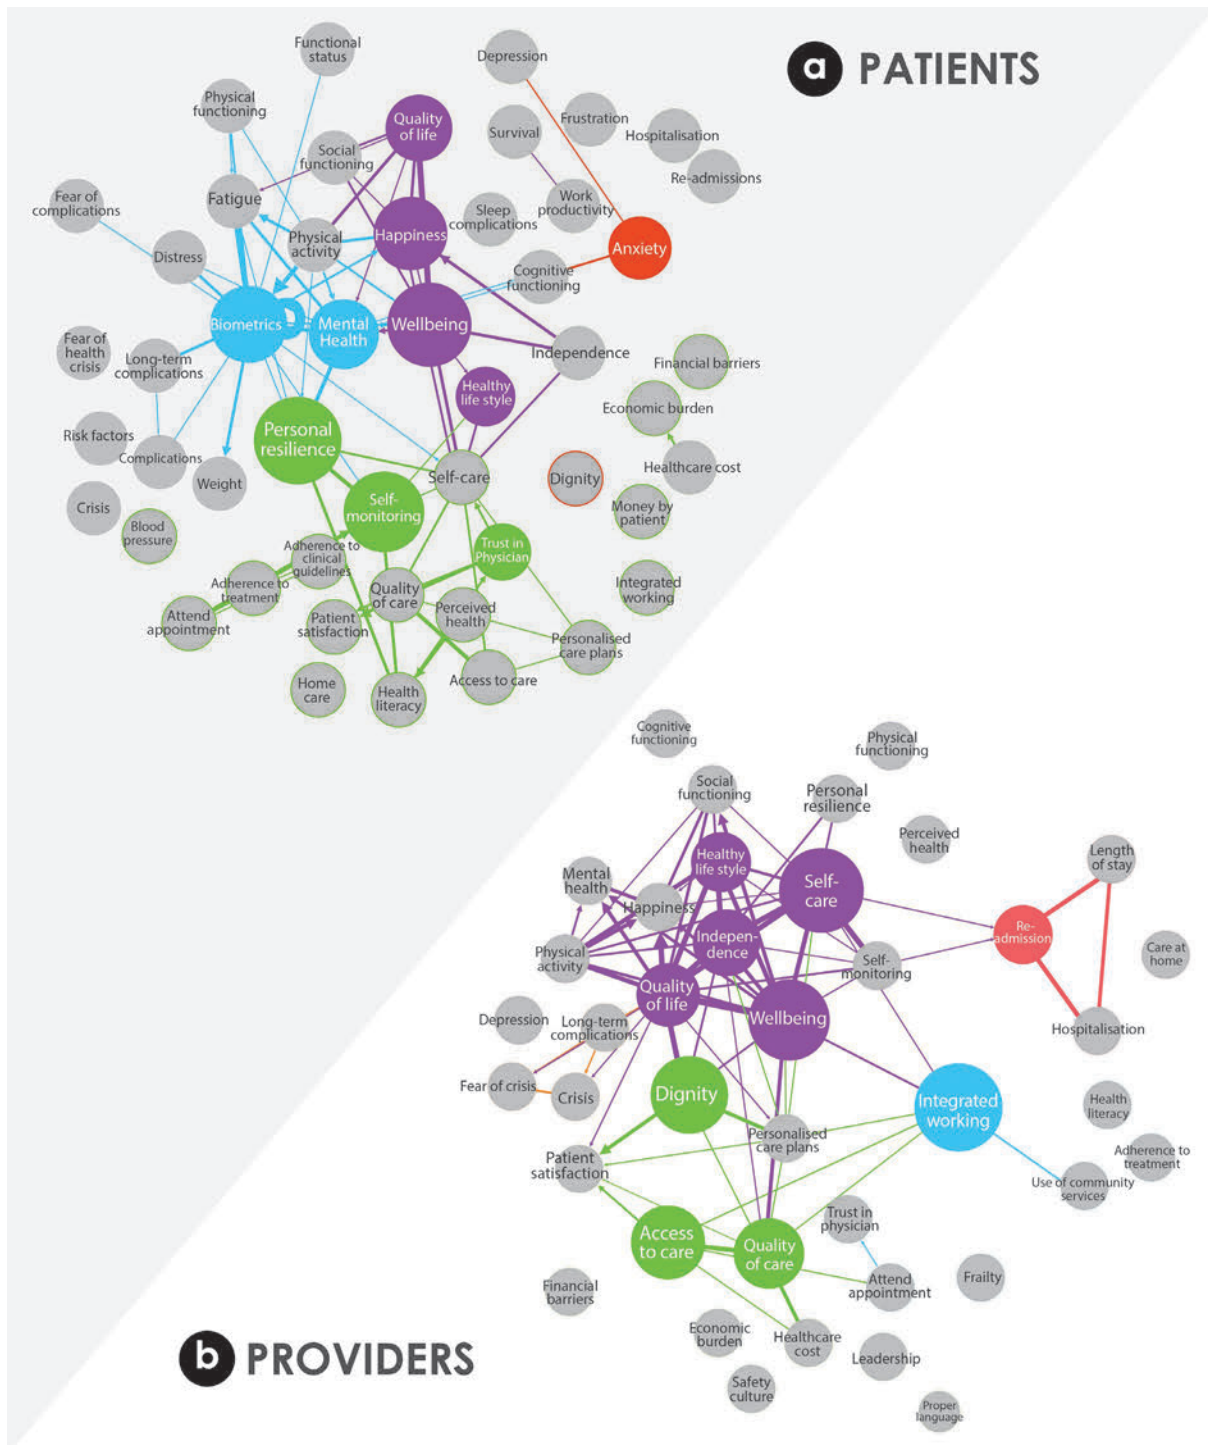 a PATIENTS
Functional
status
Depression
Physical
functioning
Quality
of life
Frustration
Survival
Hospitalisation
Social
functioning
Re-admissions
Fear of
complications
Fatigue
Work
productivity
Sleep
complications
Physical
activity
Happiness
Anxiety
Distress
Cognitive
functioning
Biometrics
Mental
Health
Wellbeing
Fear of
health
crisis
Long-term
complications
Independence
Financial barriers
Healthy
life style
Economic burden
Personal
resilience
Risk factors
Complications
Weight
Self-care
Dignity
Healthcare cost
Crisis
Self-
monitoring
Money by
patient
Blood
pressure
Adherence to
clinical
guidelines
Trust in
Physician
Adherence to
treatment
Quality
of care
Integrated
working
Attend
appointment
Patient
satisfaction
Perceived
health
Personalised
care plans
Home
care
Health
literacy
Access to care
Cognitive
functioning
Physical
functioning
Social
functioning
Personal
resilience
Perceived
health
Length
of stay
Healthy
life style
Mental
health
Self-
care
Happiness
Re-
admission
Indepen-
dence
Physical
activity
Self-
monitoring
Care at
home
Quality
of life
Wellbeing
Depression
Long-term
complications
Hospitalisation
Fear of crisis
Crisis
Dignity
Integrated
working
Health
literacy
Personalised
care plans
Adherence to
treatment
Patient
satisfaction
Use of community
services
Trust in
physician
Access
to care
Quality
of care
Attend
appointment
Frailty
Financial
barriers
Economic
burden
Healthcare
cost
Leadership
Safety
culture
Proper
language
b PROVIDERS